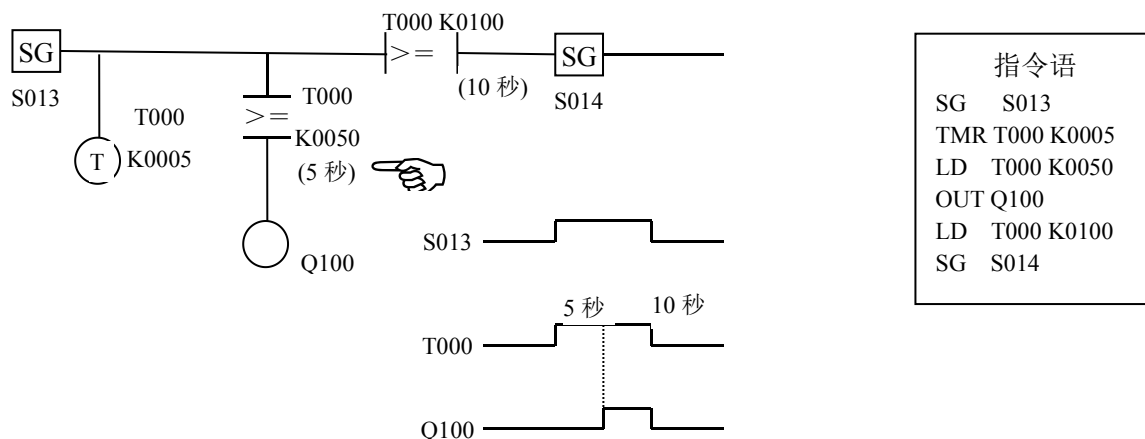 T000 K0100
SG
>=
SG
S013
(10 秒)
S014
T000
T000
>=
T
K0005
K0050
(5 秒)
Q100
S013
5 秒
10 秒
T000
Q100
指令语
SG S013
TMR T000 K0005
LD T000 K0050
OUT Q100
LD T000 K0100
SG S014